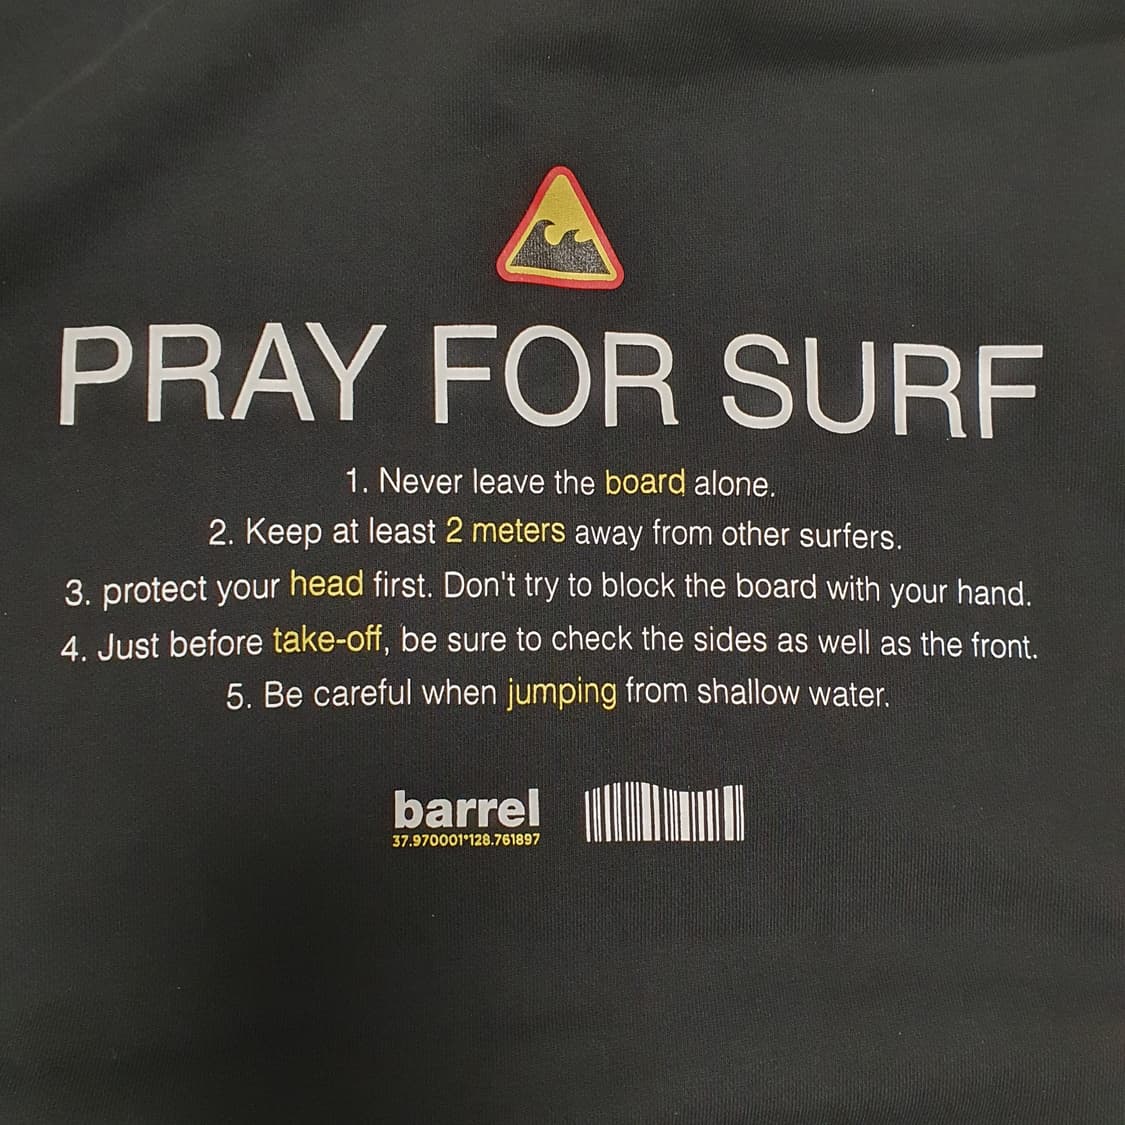 PRAY FOR SURF
1. Never leave the board alone.
2. Keep at least 2 meters away from other surfers.
3. protect your head first. Don't try to block the board with your hand.
4. Just before take-off, be sure to check the sides as well as the front.
5. Be careful when jumping from shallow water.
barrel
37.970001°128.761897